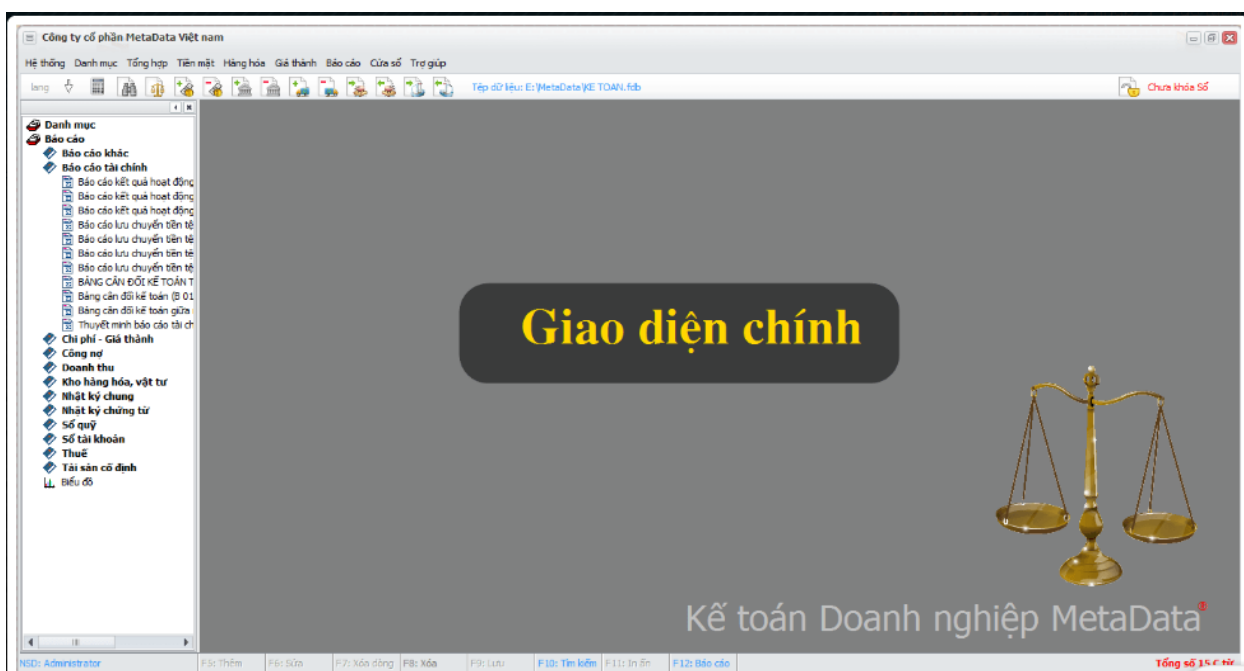 Công ty cổ phần MetaData Việt nam
Hệ thống Danh mục Tổng hợp Tiền mặt Hàng hóa Giá thành Báo cáo Cửa sổ Trợ giúp
lang
Tệp dữ liệu: E:\MetaData\KE TOAN.fdb
Chưa khóa Sổ
Danh mục
Báo cáo
Báo cáo khác
Báo cáo tài chính
Báo cáo kết quả hoạt động
Báo cáo kết quả hoạt động
Báo cáo kết quả hoạt động
Báo cáo lưu chuyển tiền tệ
Báo cáo lưu chuyển tiền tệ
Báo cáo lưu chuyển tiền tệ
Báo cáo lưu chuyển tiền tệ
BẢNG CÂN ĐỐI KẾ TOÁN T
Bảng cân đối kế toán (B 01
Bảng cân đối kế toán giữa
Thuyết minh báo cáo tài ch
Chi phí - Giá thành
Công nợ
Doanh thu
Kho hàng hóa, vật tư
Nhật ký chung
Nhật ký chứng từ
Sổ quỹ
Sổ tài khoản
Thuế
Tài sản cố định
Biểu đồ
Giao diện chính
Kế toán Doanh nghiệp MetaData®
NSD: Administrator F5: Thêm F6: Sửa F7: Xóa dòng F8: Xóa F9: Lưu F10: Tìm kiếm F11: In ấn F12: Báo cáo Tổng số 15 C.từ